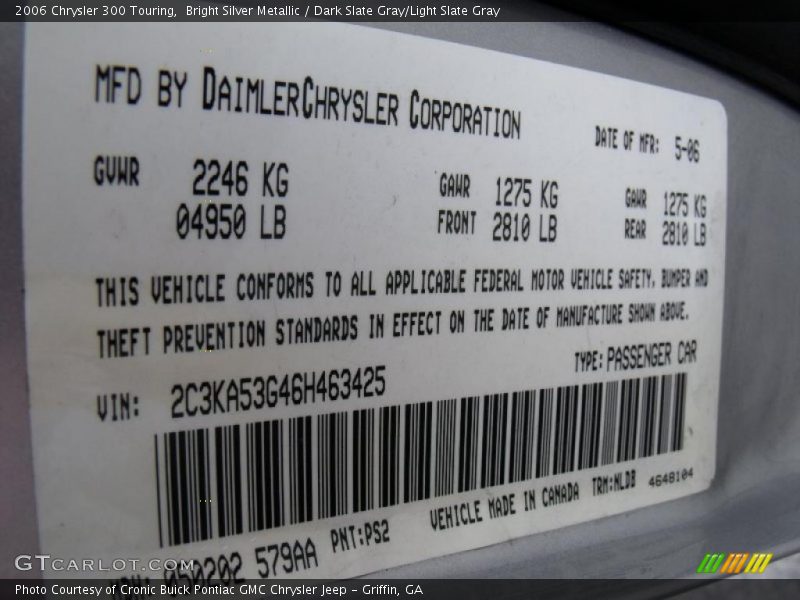 2006 Chrysler 300 Touring,  Bright Silver Metallic / Dark Slate Gray/Light Slate Gray
MFD BY DAIMLERCHRYSLER CORPORATION
DATE OF MFR: 5-06
GVWR 2246 KG GAWR 1275 KG GAWR 1275 KG
04950 LB FRONT 2810 LB REAR 2810 LB
THIS VEHICLE CONFORMS TO ALL APPLICABLE FEDERAL MOTOR VEHICLE SAFETY, BUMPER AND
THEFT PREVENTION STANDARDS IN EFFECT ON THE DATE OF MANUFACTURE SHOWN ABOVE.
VIN: 2C3KA53G46H463425 TYPE: PASSENGER CAR
VEHICLE MADE IN CANADA TRM:NLDB 4648104
MDH: 050202 579AA PNT:PS2
GTCARLOT.COM
Photo Courtesy of Cronic Buick Pontiac GMC Chrysler Jeep - Griffin, GA